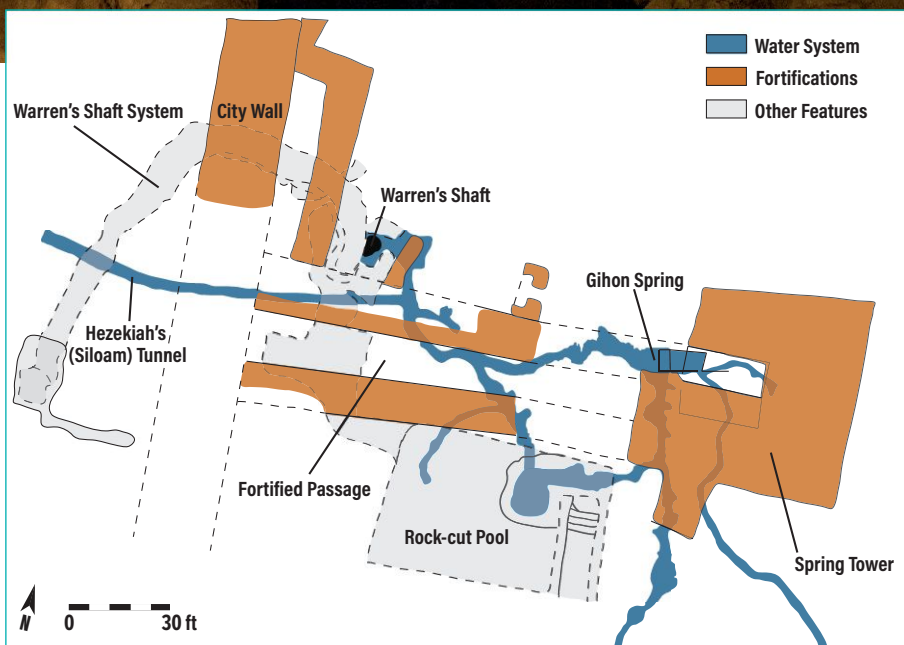 Water System
Fortifications
Other Features
Warren's Shaft System
City Wall
Warren's Shaft
Gihon Spring
Hezekiah's
(Siloam) Tunnel
Fortified Passage
Rock-cut Pool
Spring Tower
N
0 30 ft